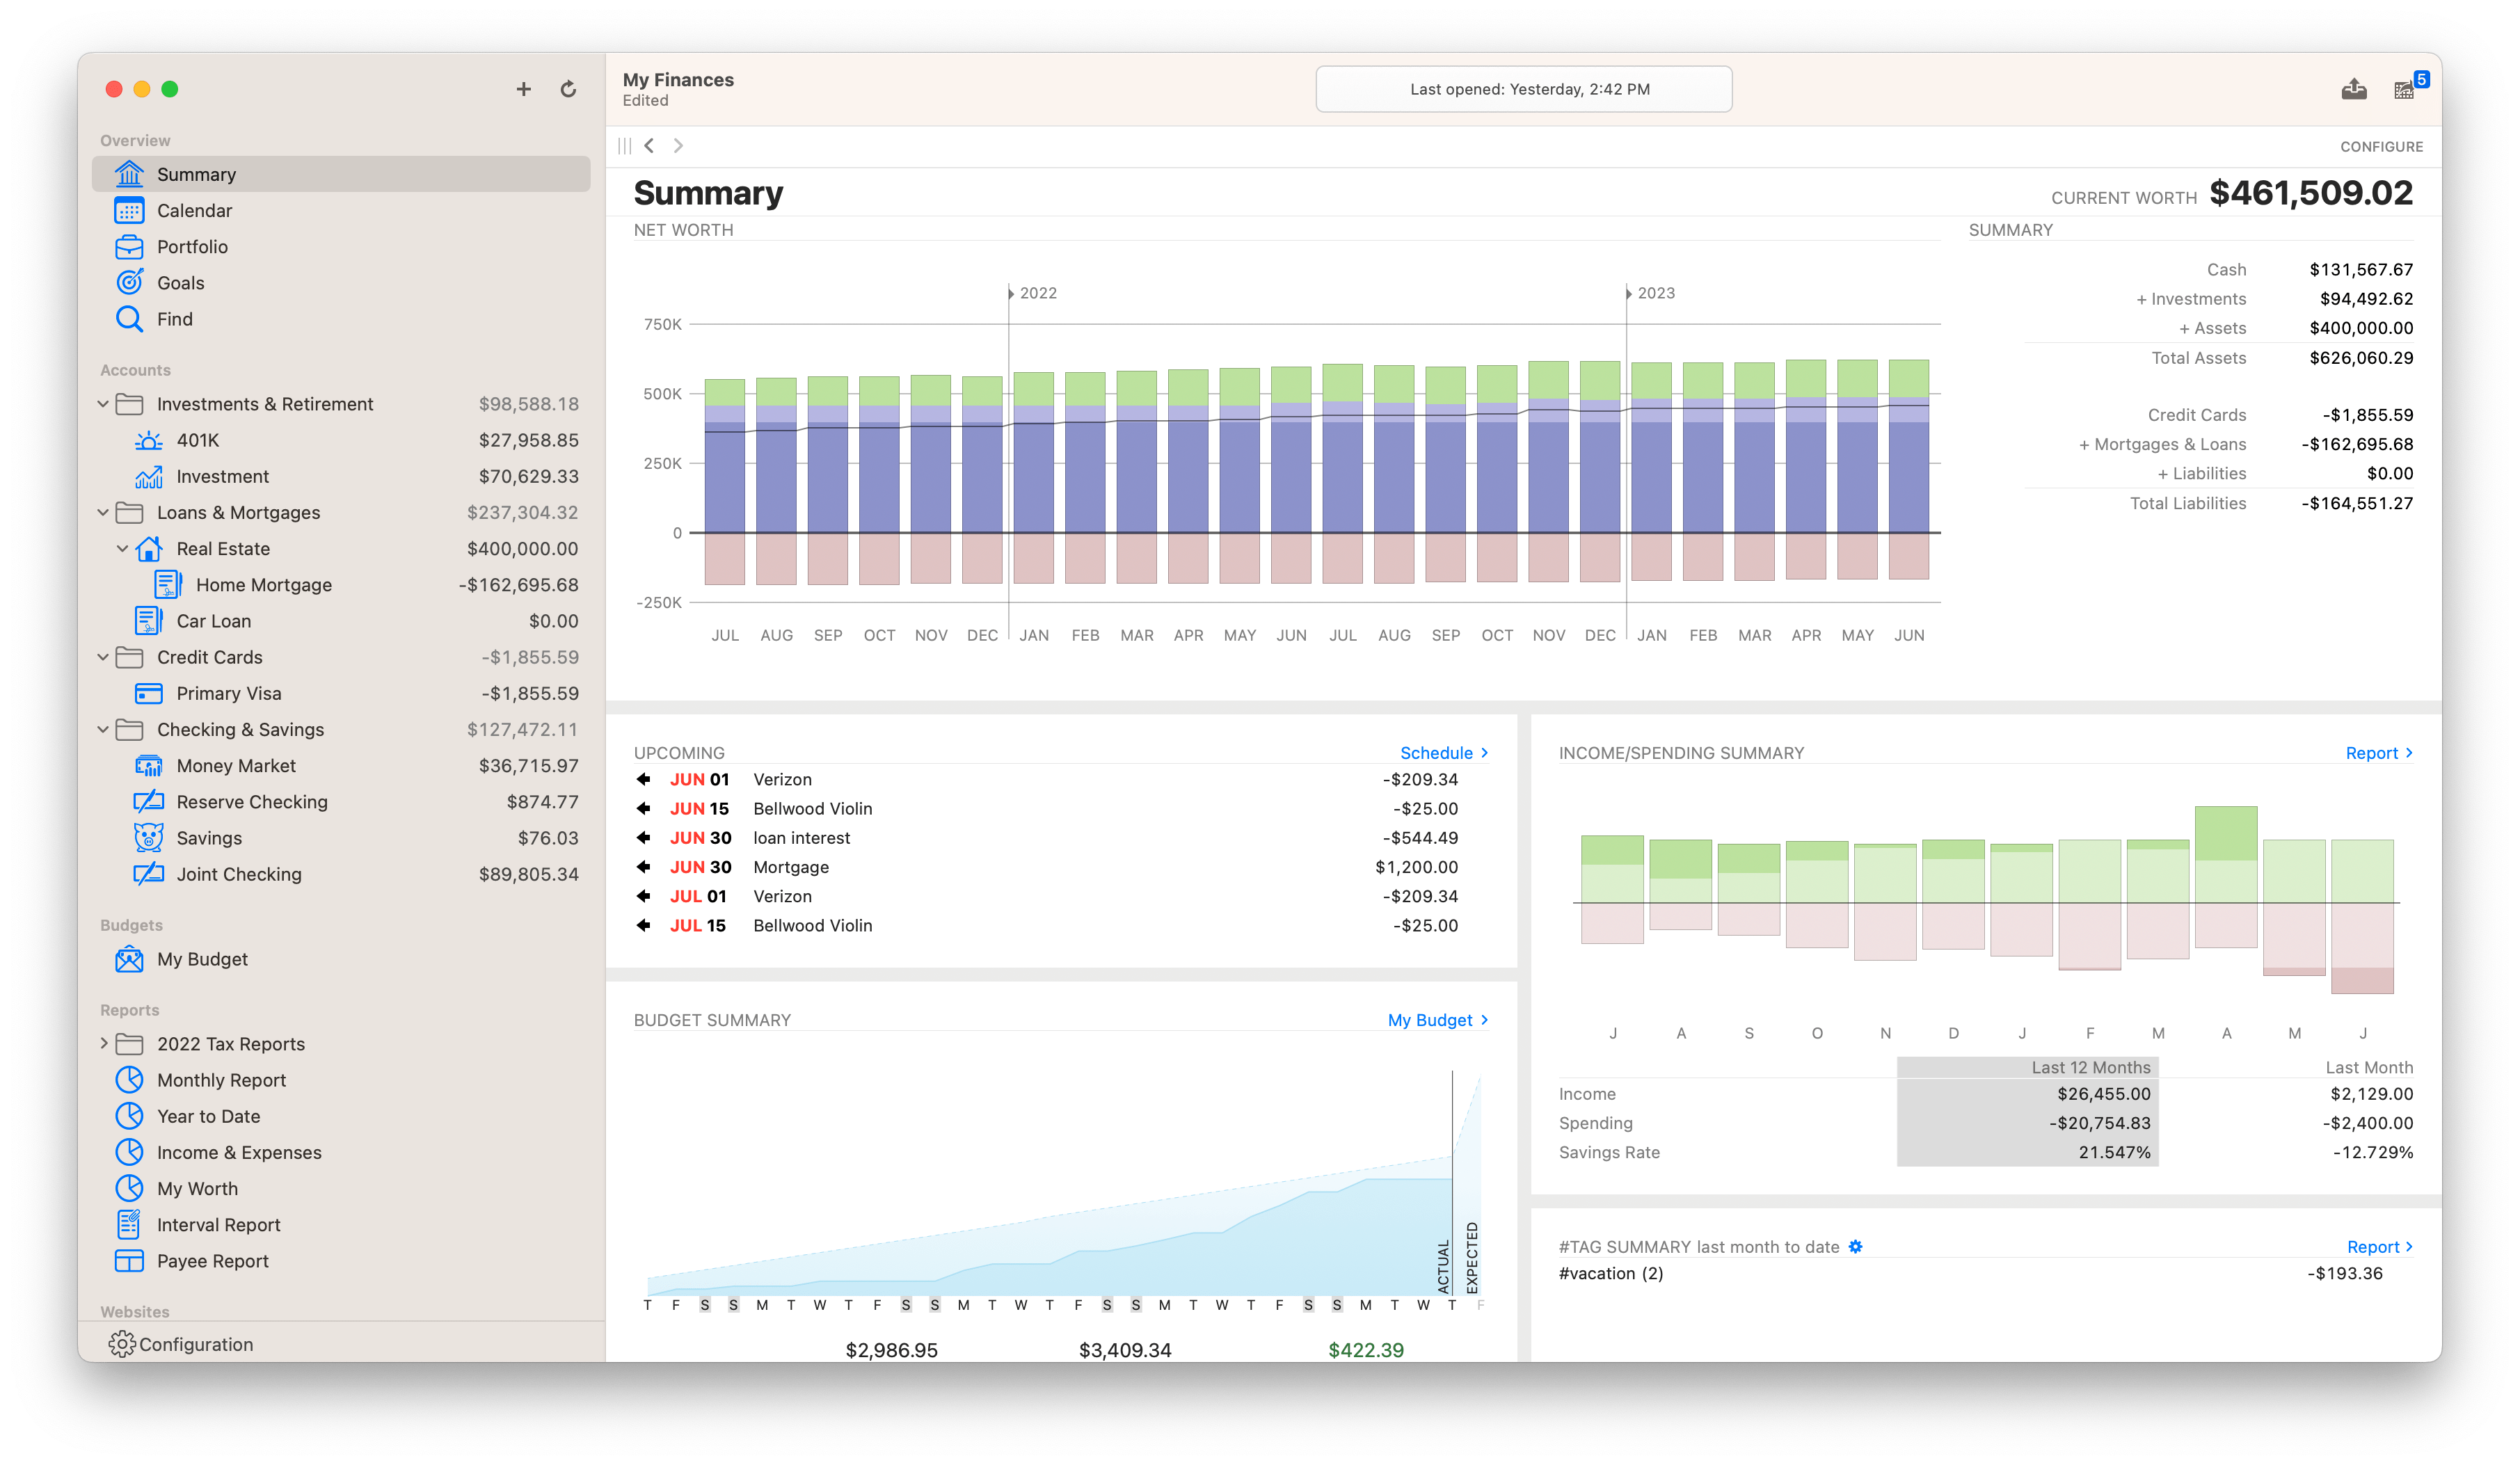 Overview
Summary
Calendar
Portfolio
Goals
Find
Accounts
Investments & Retirement $98,588.18
401K $27,958.85
Investment $70,629.33
Loans & Mortgages $237,304.32
Real Estate $400,000.00
Home Mortgage -$162,695.68
Car Loan $0.00
Credit Cards -$1,855.59
Primary Visa -$1,855.59
Checking & Savings $127,472.11
Money Market $36,715.97
Reserve Checking $874.77
Savings $76.03
Joint Checking $89,805.34
Budgets
My Budget
Reports
2022 Tax Reports
Monthly Report
Year to Date
Income & Expenses
My Worth
Interval Report
Payee Report
Websites
Configuration
My Finances
Edited
Last opened: Yesterday, 2:42 PM
5
CONFIGURE
Summary
CURRENT WORTH $461,509.02
NET WORTH
2022 2023
750K
500K
250K
0
-250K
JUL AUG SEP OCT NOV DEC JAN FEB MAR APR MAY JUN JUL AUG SEP OCT NOV DEC JAN FEB MAR APR MAY JUN
SUMMARY
Cash $131,567.67
+ Investments $94,492.62
+ Assets $400,000.00
Total Assets $626,060.29
Credit Cards -$1,855.59
+ Mortgages & Loans -$162,695.68
+ Liabilities $0.00
Total Liabilities -$164,551.27
UPCOMING Schedule >
JUN 01 Verizon -$209.34
JUN 15 Bellwood Violin -$25.00
JUN 30 loan interest -$544.49
JUN 30 Mortgage $1,200.00
JUL 01 Verizon -$209.34
JUL 15 Bellwood Violin -$25.00
BUDGET SUMMARY My Budget >
ACTUAL
EXPECTED
T F S S M T W T F S S M T W T F S S M T W T F S S M T W T F
$2,986.95 $3,409.34 $422.39
INCOME/SPENDING SUMMARY Report >
J A S O N D J F M A M J
Last 12 Months Last Month
Income $26,455.00 $2,129.00
Spending -$20,754.83 -$2,400.00
Savings Rate 21.547% -12.729%
#TAG SUMMARY last month to date Report >
#vacation (2) -$193.36